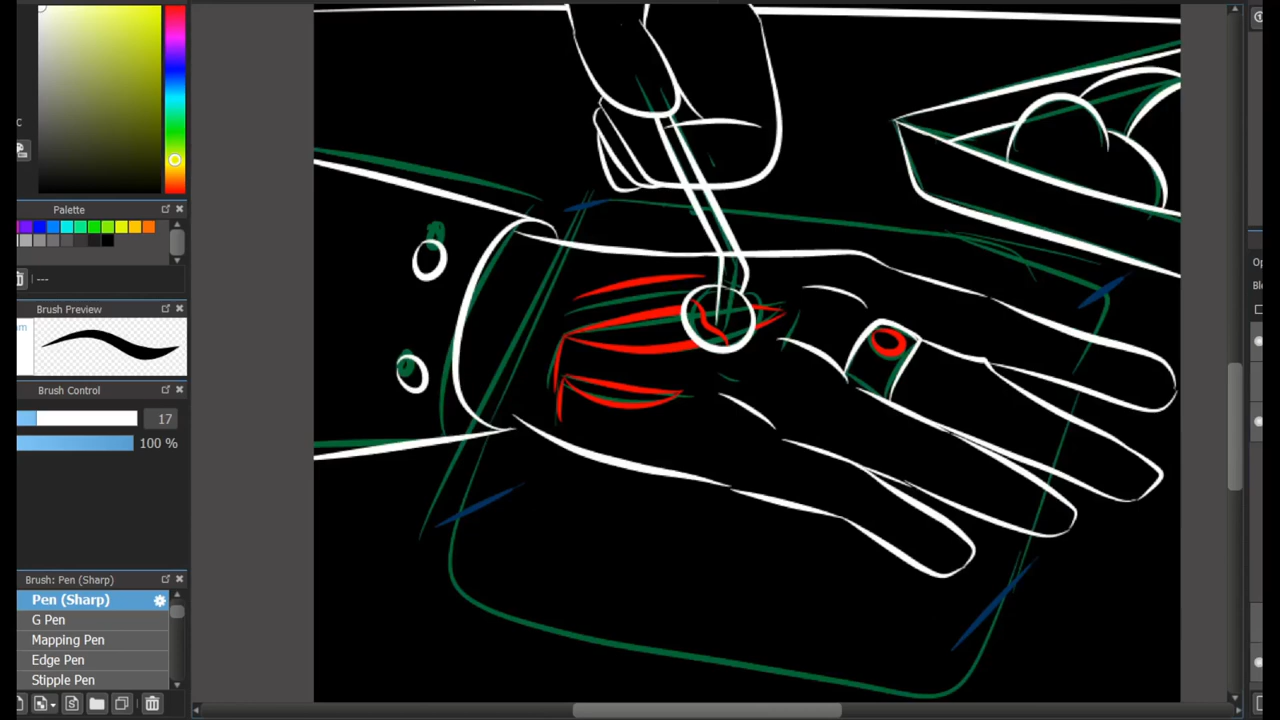 Palette
---
Brush Preview
Brush Control
17
100 %
Brush: Pen (Sharp)
Pen (Sharp)
G Pen
Mapping Pen
Edge Pen
Stipple Pen